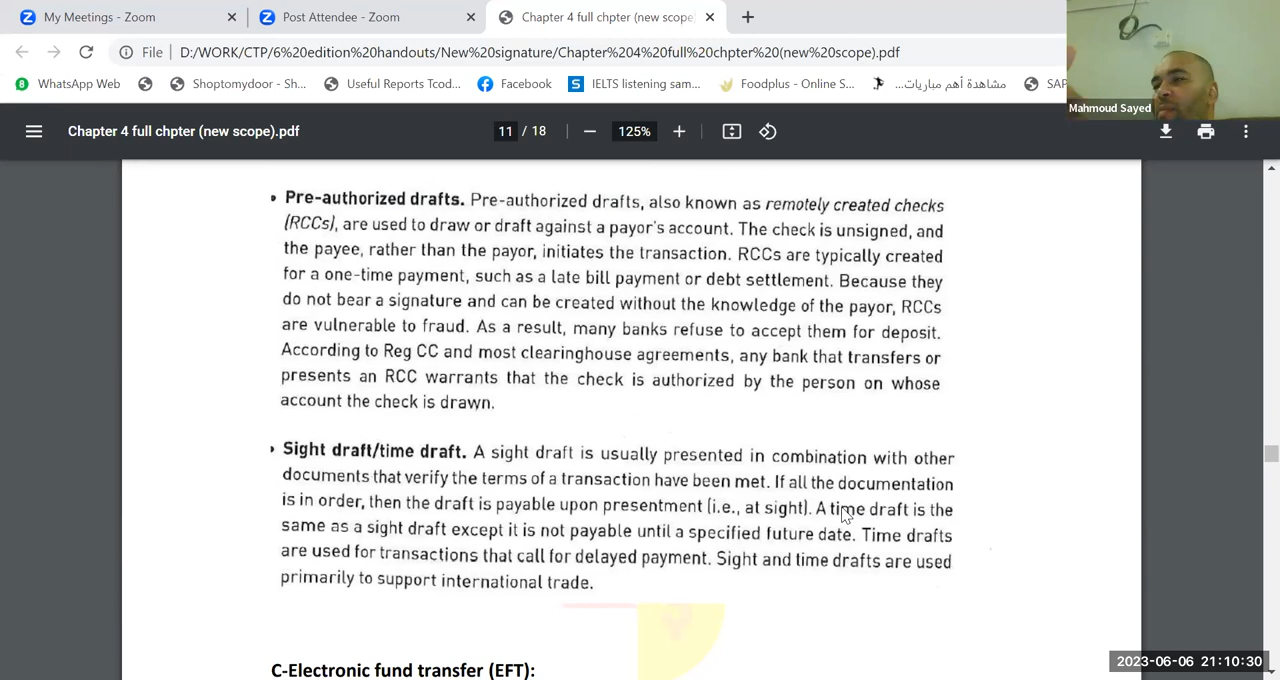 My Meetings - Zoom
Post Attendee - Zoom
Chapter 4 full chpter (new scope)
File
D:/WORK/CTP/6%20edition%20handouts/New%20signature/Chapter%204%20full%20chpter%20(new%20scope).pdf
WhatsApp Web
Shoptomydoor - Sh...
Useful Reports Tcod...
Facebook
IELTS listening sam...
Foodplus - Online S...
مشاهدة أهم مباريات...
SAP
Mahmoud Sayed
Chapter 4 full chpter (new scope).pdf
11 / 18
125%
• Pre-authorized drafts. Pre-authorized drafts, also known as remotely created checks
(RCCs), are used to draw or draft against a payor's account. The check is unsigned, and
the payee, rather than the payor, initiates the transaction. RCCs are typically created
for a one-time payment, such as a late bill payment or debt settlement. Because they
do not bear a signature and can be created without the knowledge of the payor, RCCs
are vulnerable to fraud. As a result, many banks refuse to accept them for deposit.
According to Reg CC and most clearinghouse agreements, any bank that transfers or
presents an RCC warrants that the check is authorized by the person on whose
account the check is drawn.
• Sight draft/time draft. A sight draft is usually presented in combination with other
documents that verify the terms of a transaction have been met. If all the documentation
is in order, then the draft is payable upon presentment (i.e., at sight). A time draft is the
same as a sight draft except it is not payable until a specified future date. Time drafts
are used for transactions that call for delayed payment. Sight and time drafts are used
primarily to support international trade.
C-Electronic fund transfer (EFT):
2023-06-06 21:10:30